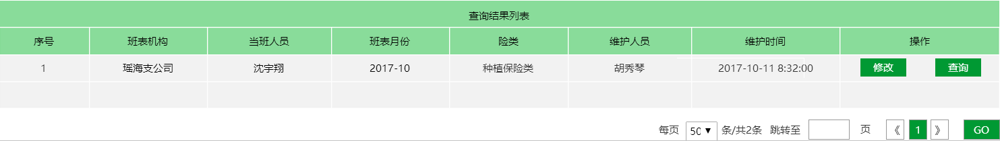 查询结果列表
序号 班表机构 当班人员 班表月份 险类 维护人员 维护时间 操作
1 瑶海支公司 沈宇翔 2017-10 种植保险类 胡秀琴 2017-10-11 8:32:00 修改 查询
每页 50 ▼ 条/共2条 跳转至 页 《 1 》 GO